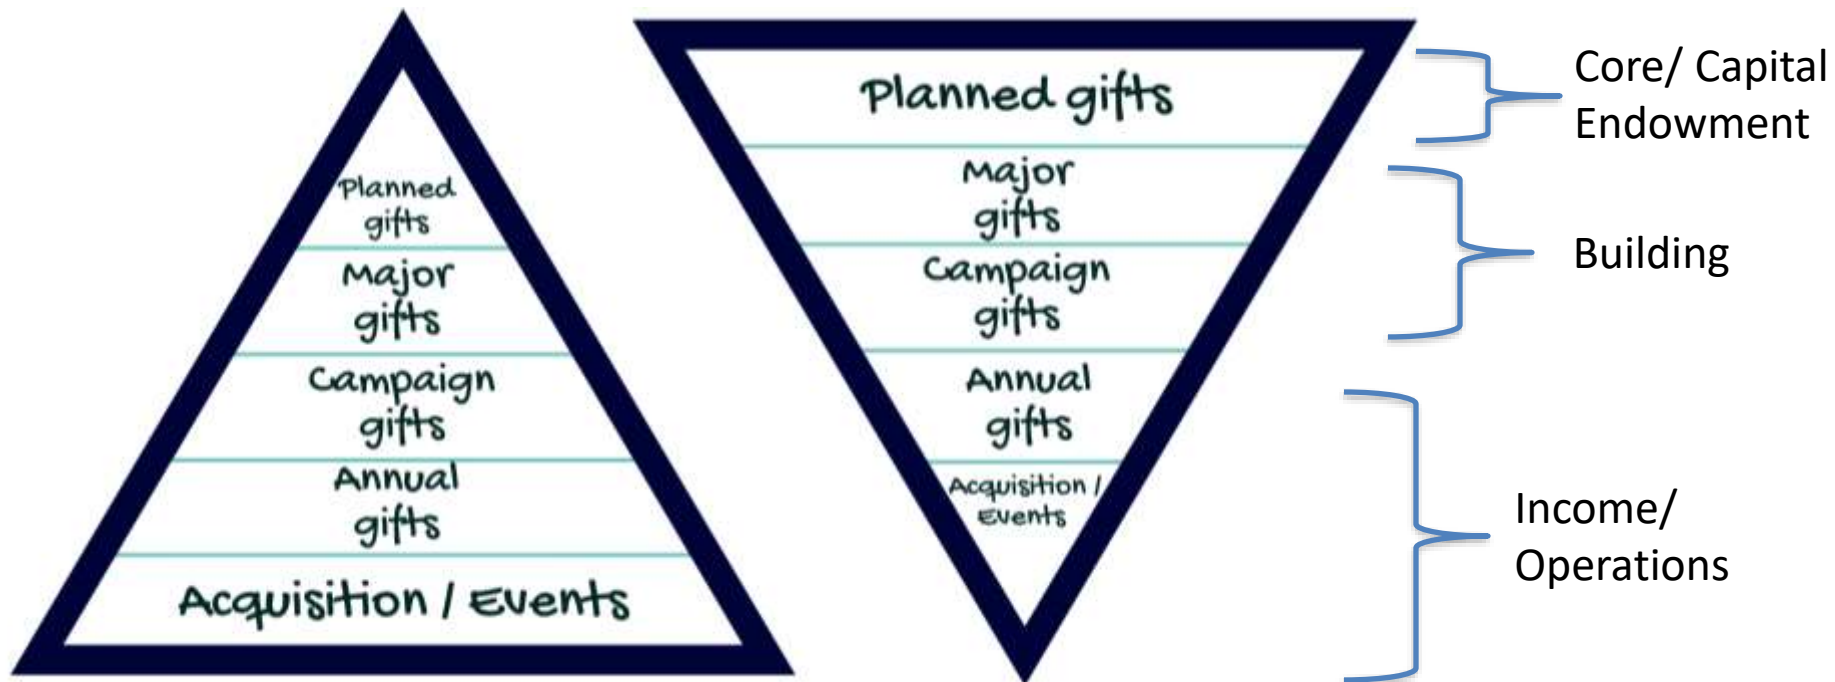 Planned
gifts
Major
gifts
Campaign
gifts
Annual
gifts
Acquisition / Events
Planned gifts
Major
gifts
Campaign
gifts
Annual
gifts
Acquisition /
Events
Core/ Capital
Endowment
Building
Income/
Operations